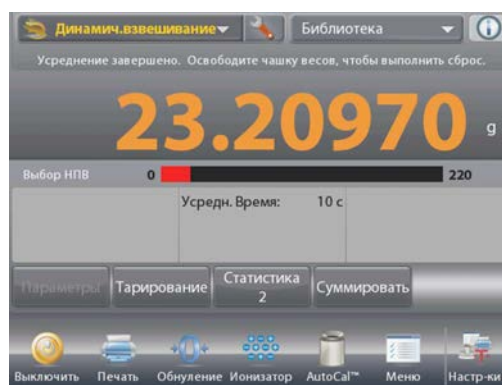 Динамич.взвешивание Библиотека
Усреднение завершено. Освободите чашку весов, чтобы выполнить сброс.
23.20970 g
Выбор НПВ 0 220
Усредн. Время: 10 с
Параметры Тарирование Статистика 2 Суммировать
Выключить Печать Обнуление Ионизатор AutoCal™ Меню Настр-ки